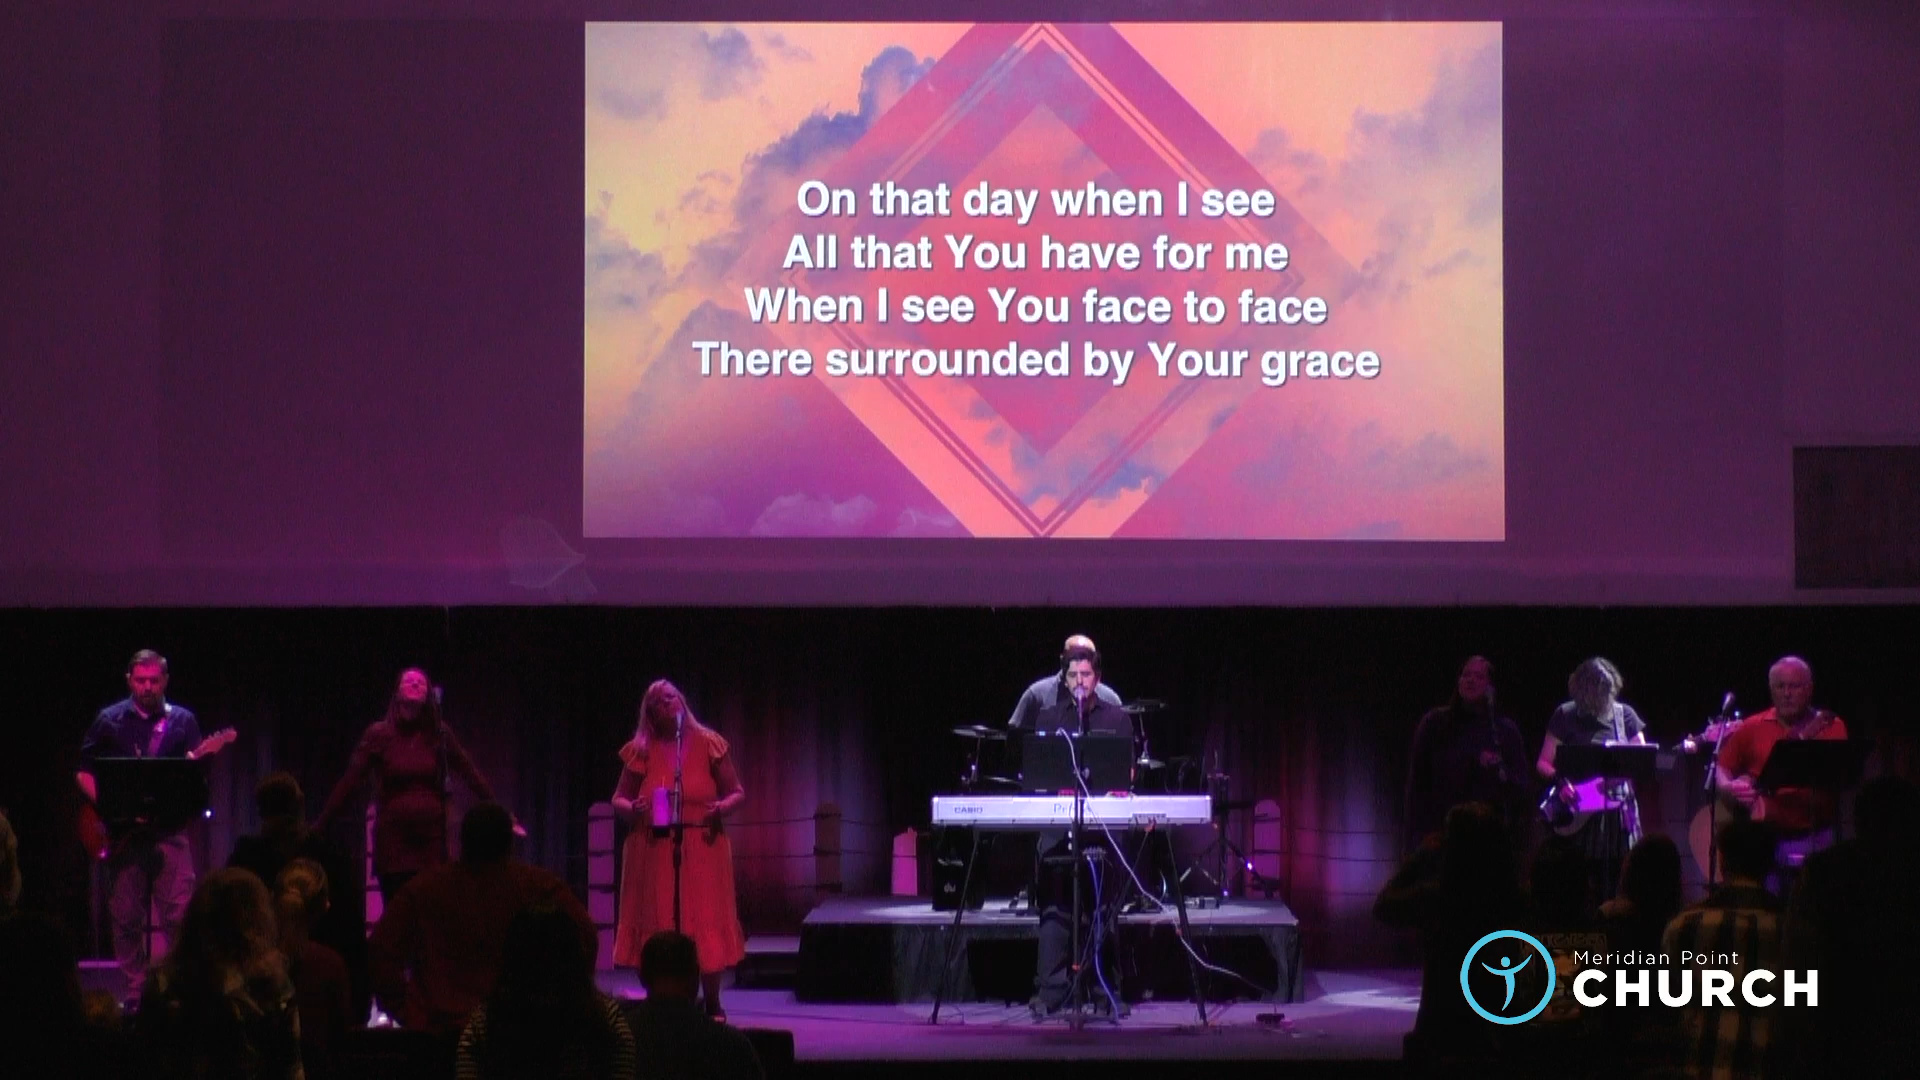 On that day when I see
All that You have for me
When I see You face to face
There surrounded by Your grace
CASIO
Meridian Point
CHURCH